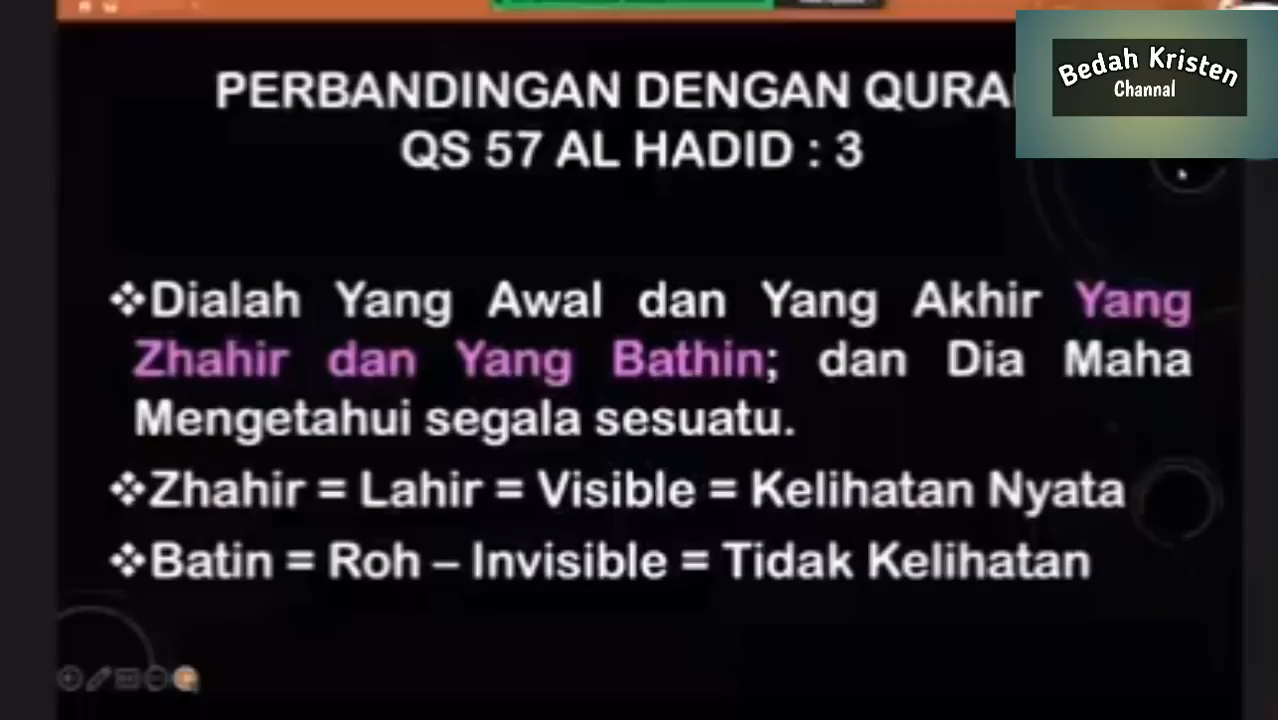 PERBANDINGAN DENGAN
QS 57 AL HADID : 3
Bedah Kristen
Channal
❖Dialah Yang Awal dan Yang Akhir Yang
Zhahir dan Yang Bathin; dan Dia Maha
Mengetahui segala sesuatu.
❖Zhahir = Lahir = Visible = Kelihatan Nyata
❖Batin = Roh – Invisible = Tidak Kelihatan